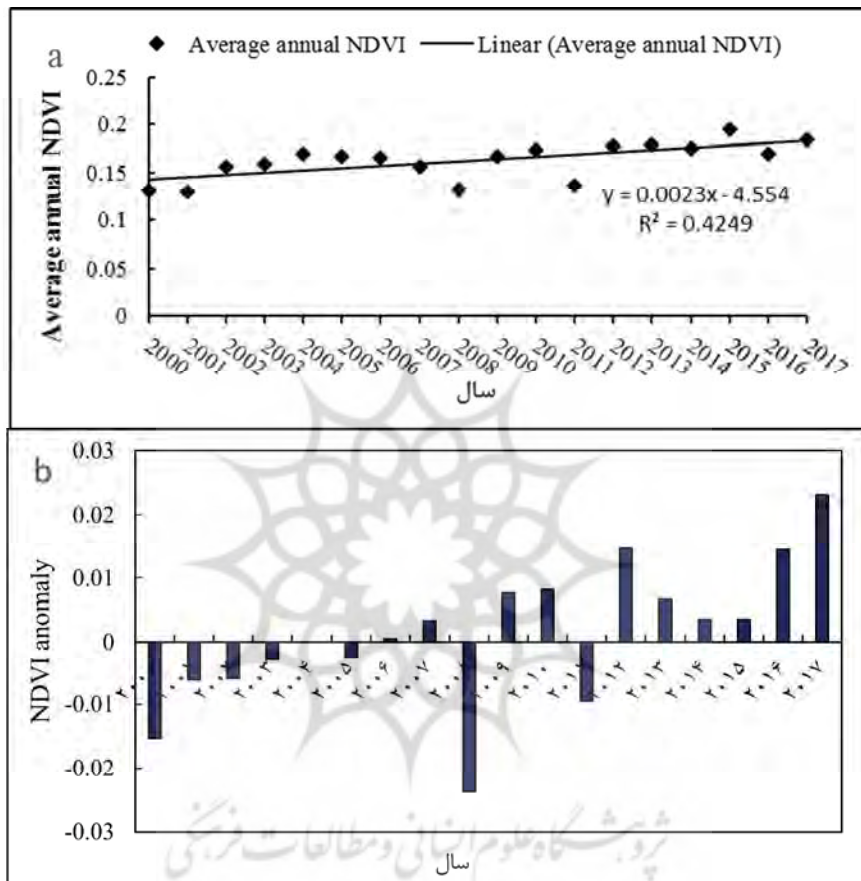 a
◆ Average annual NDVI — Linear (Average annual NDVI)
Average annual NDVI
0.25
0.2
0.15
0.1
0.05
0
y = 0.0023x - 4.554
R² = 0.4249
2000 2001 2002 2003 2004 2005 2006 2007 2008 2009 2010 2011 2012 2013 2014 2015 2016 2017
سال
b
NDVI anomaly
0.03
0.02
0.01
0
-0.01
-0.02
-0.03
۲۰۰۳ ۲۰۰۴ ۲۰۰۵ ۲۰۰۶ ۲۰۰۷ ۲۰۰۹ ۲۰۱۰ ۲۰۱۲ ۲۰۱۳ ۲۰۱۴ ۲۰۱۵ ۲۰۱۶ ۲۰۱۷
پژوهشگاه علوم انسانی و مطالعات فرهنگی
سال